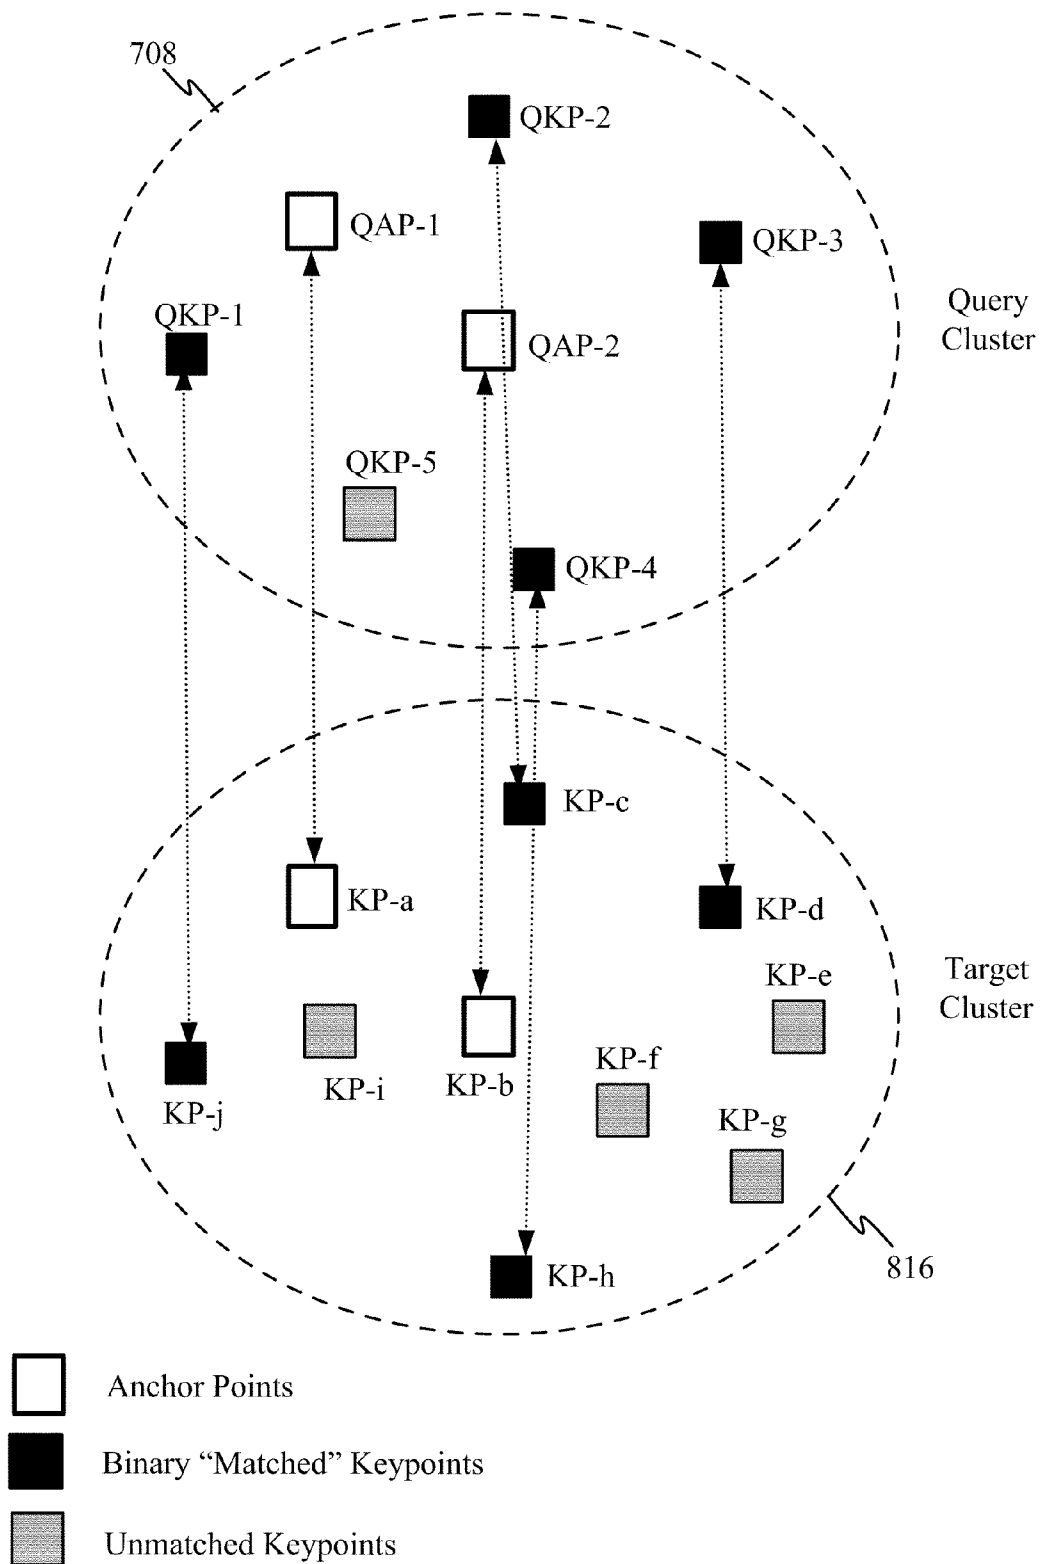 708
QKP-2
QAP-1
QKP-3
QKP-1
QAP-2
Query
Cluster
QKP-5
QKP-4
KP-c
KP-a
KP-d
Target
Cluster
KP-e
KP-i
KP-b
KP-f
KP-j
KP-g
816
KP-h
Anchor Points
Binary “Matched” Keypoints
Unmatched Keypoints